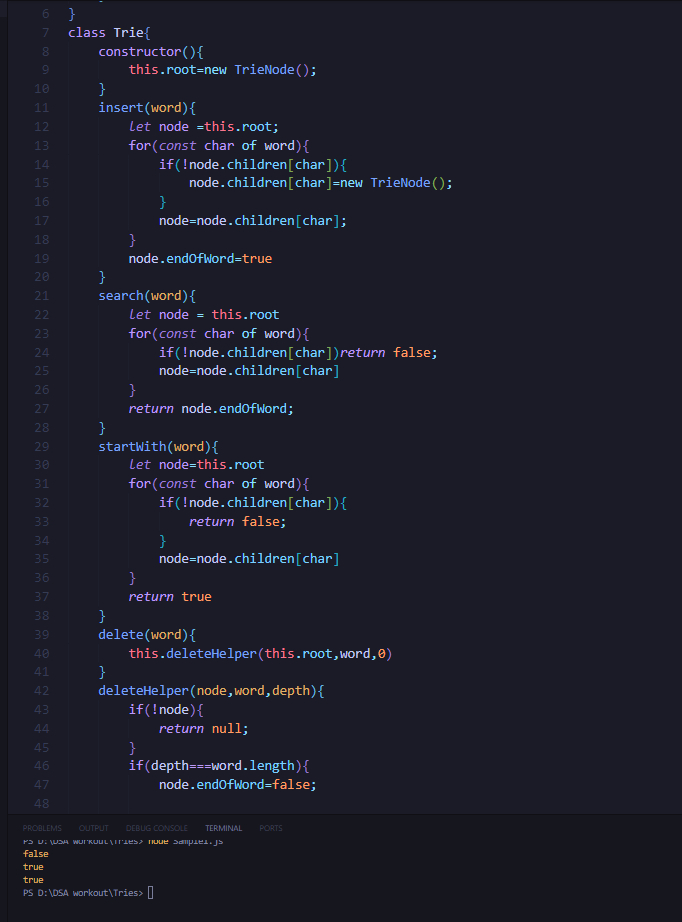 6 }
7 class Trie{
8 constructor(){
9 this.root=new TrieNode();
10 }
11 insert(word){
12 let node =this.root;
13 for(const char of word){
14 if(!node.children[char]){
15 node.children[char]=new TrieNode();
16 }
17 node=node.children[char];
18 }
19 node.endOfWord=true
20 }
21 search(word){
22 let node = this.root
23 for(const char of word){
24 if(!node.children[char])return false;
25 node=node.children[char]
26 }
27 return node.endOfWord;
28 }
29 startWith(word){
30 let node=this.root
31 for(const char of word){
32 if(!node.children[char]){
33 return false;
34 }
35 node=node.children[char]
36 }
37 return true
38 }
39 delete(word){
40 this.deleteHelper(this.root,word,0)
41 }
42 deleteHelper(node,word,depth){
43 if(!node){
44 return null;
45 }
46 if(depth===word.length){
47 node.endOfWord=false;
48
PROBLEMS OUTPUT DEBUG CONSOLE TERMINAL PORTS
PS D:\DSA workout\Tries> node Sample1.js
false
true
true
PS D:\DSA workout\Tries>